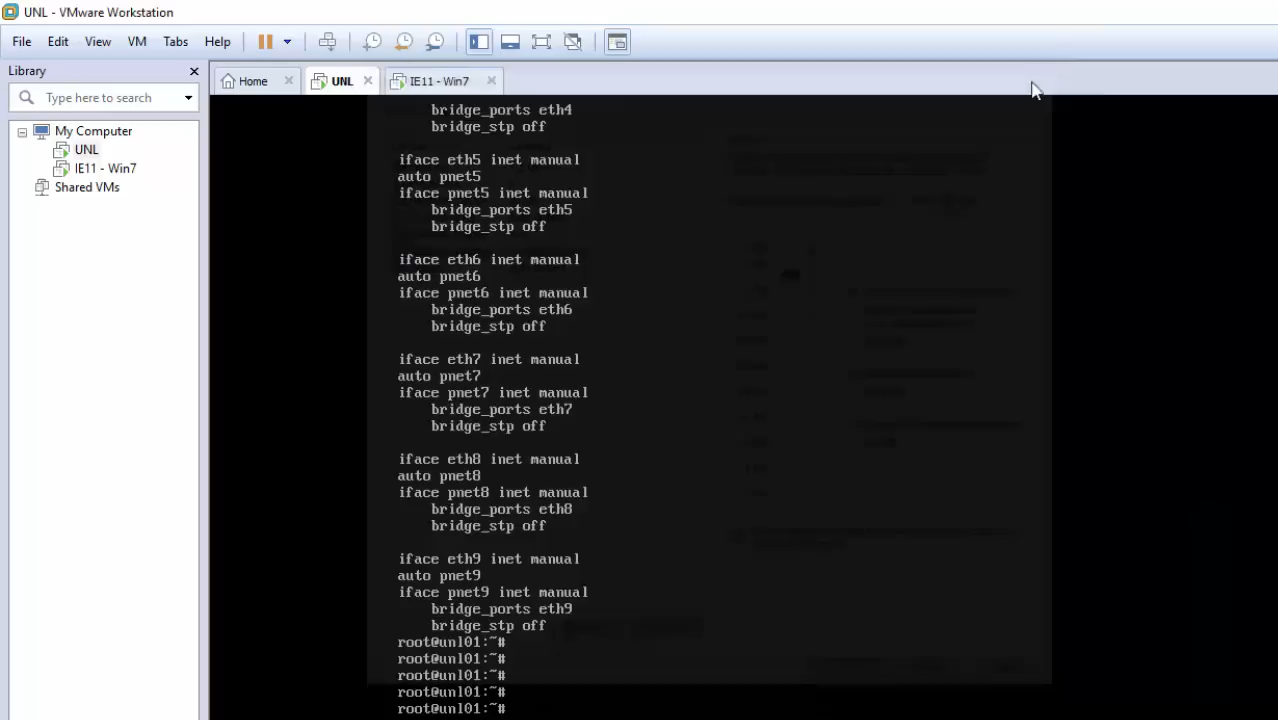 UNL - VMware Workstation
File Edit View VM Tabs Help
Library
Type here to search
My Computer
UNL
IE11 - Win7
Shared VMs
Home
UNL
IE11 - Win7
bridge_ports eth4
bridge_stp off
iface eth5 inet manual
auto pnet5
iface pnet5 inet manual
bridge_ports eth5
bridge_stp off
iface eth6 inet manual
auto pnet6
iface pnet6 inet manual
bridge_ports eth6
bridge_stp off
iface eth7 inet manual
auto pnet7
iface pnet7 inet manual
bridge_ports eth7
bridge_stp off
iface eth8 inet manual
auto pnet8
iface pnet8 inet manual
bridge_ports eth8
bridge_stp off
iface eth9 inet manual
auto pnet9
iface pnet9 inet manual
bridge_ports eth9
bridge_stp off
root@unl01:~#
root@unl01:~#
root@unl01:~#
root@unl01:~#
root@unl01:~#